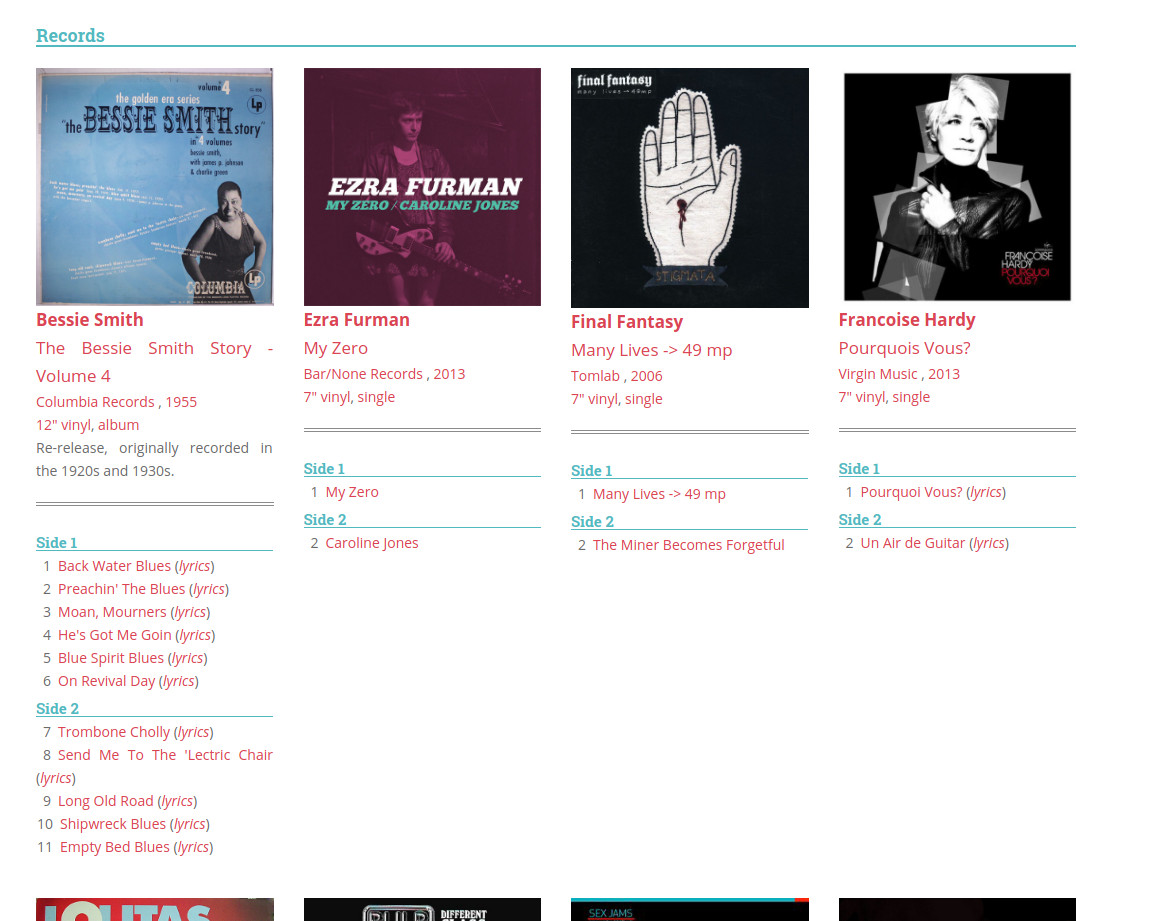 Records
volume 4
the golden era series
Lp
"the BESSIE SMITH story"
in 4 volumes
bessie smith,
with james p. johnson
& charlie green
Lp
COLUMBIA
Bessie Smith
The Bessie Smith Story -
Volume 4
Columbia Records , 1955
12" vinyl, album
Re-release, originally recorded in
the 1920s and 1930s.
Side 1
1 Back Water Blues (lyrics)
2 Preachin' The Blues (lyrics)
3 Moan, Mourners (lyrics)
4 He's Got Me Goin (lyrics)
5 Blue Spirit Blues (lyrics)
6 On Revival Day (lyrics)
Side 2
7 Trombone Cholly (lyrics)
8 Send Me To The 'Lectric Chair
(lyrics)
9 Long Old Road (lyrics)
10 Shipwreck Blues (lyrics)
11 Empty Bed Blues (lyrics)
EZRA FURMAN
MY ZERO / CAROLINE JONES
Ezra Furman
My Zero
Bar/None Records , 2013
7" vinyl, single
Side 1
1 My Zero
Side 2
2 Caroline Jones
final fantasy
many lives → 49mp
STIGMATA
Final Fantasy
Many Lives -> 49 mp
Tomlab , 2006
7" vinyl, single
Side 1
1 Many Lives -> 49 mp
Side 2
2 The Miner Becomes Forgetful
FRANÇOISE
HARDY
POURQUOI
VOUS?
Francoise Hardy
Pourquois Vous?
Virgin Music , 2013
7" vinyl, single
Side 1
1 Pourquoi Vous? (lyrics)
Side 2
2 Un Air de Guitar (lyrics)
LOLITAS
DIFFERENT
SEX JAMS